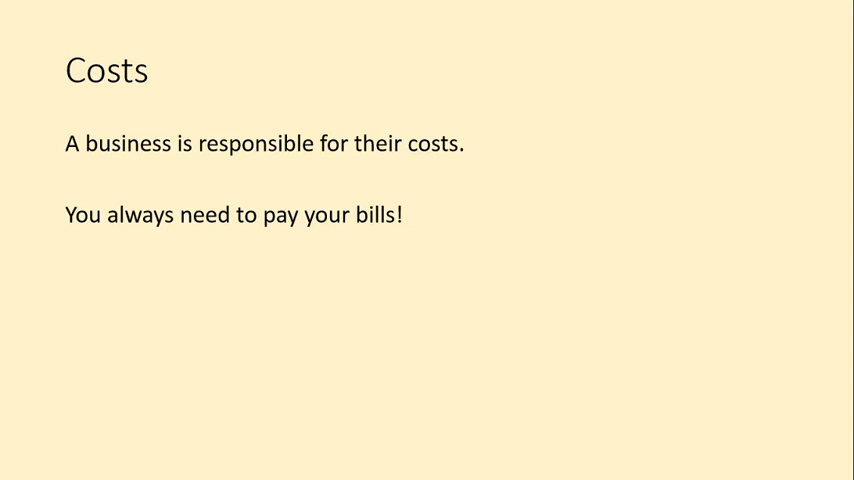 Costs
A business is responsible for their costs.
You always need to pay your bills!